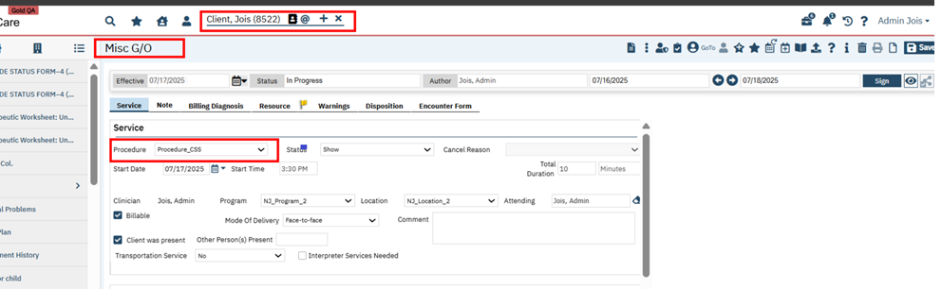 Gold QA
Care
Client, Jois (8522) @ + ×
Admin Jois
Misc G/O
GoTo
Save
DE STATUS FORM–4 (...
DE STATUS FORM–4 (...
peutic Worksheet: Un...
peutic Worksheet: Un...
Col.
al Problems
Plan
ment History
or child
Effective 07/17/2025 Status In Progress Author Jois, Admin 07/16/2025 07/18/2025 Sign
Service Note Billing Diagnosis Resource Warnings Disposition Encounter Form
Service
Procedure Procedure_CSS Status Show Cancel Reason
Start Date 07/17/2025 Start Time 3:30 PM Total Duration 10 Minutes
Clinician Jois, Admin Program NJ_Program_2 Location NJ_Location_2 Attending Jois, Admin
Billable Mode Of Delivery Face-to-face Comment
Client was present Other Person(s) Present
Transportation Service No Interpreter Services Needed